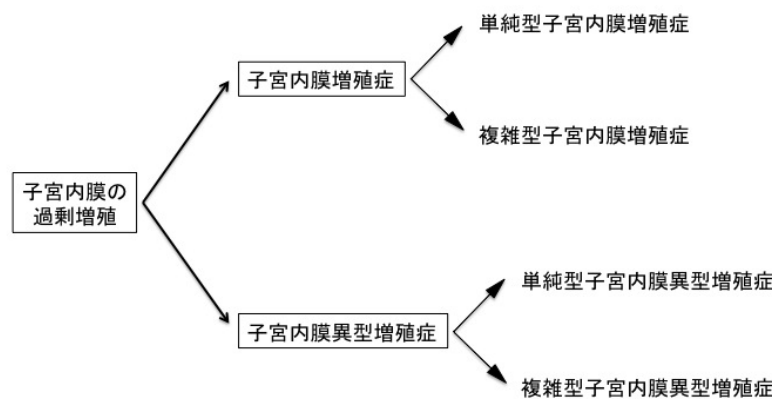 単純型子宮内膜増殖症
子宮内膜増殖症
複雑型子宮内膜増殖症
子宮内膜の
過剰増殖
単純型子宮内膜異型増殖症
子宮内膜異型増殖症
複雑型子宮内膜異型増殖症